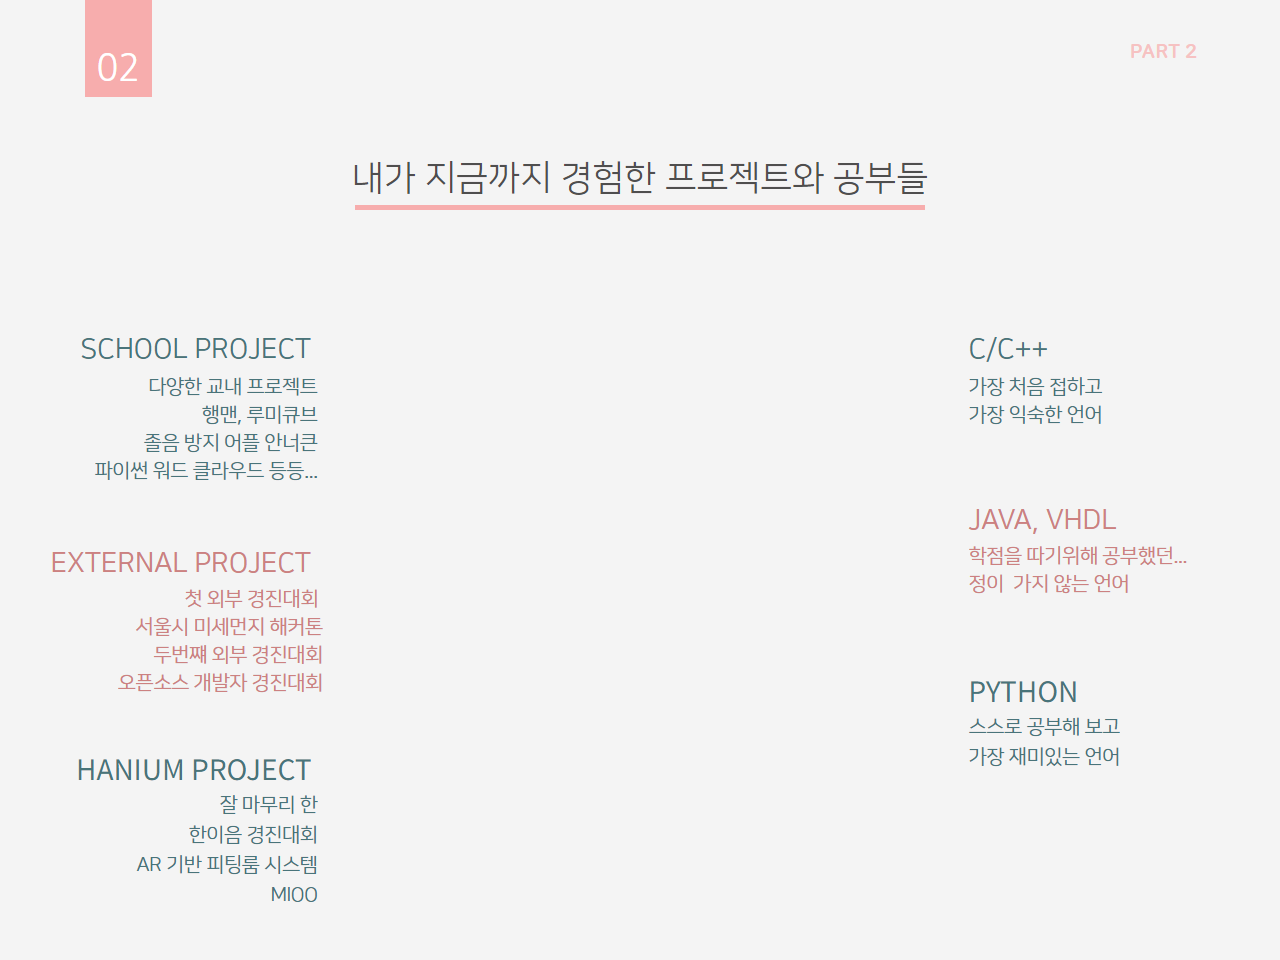 02
PART 2
내가 지금까지 경험한 프로젝트와 공부들
SCHOOL PROJECT
다양한 교내 프로젝트
행맨, 루미큐브
졸음 방지 어플 안너큰
파이썬 워드 클라우드 등등...
EXTERNAL PROJECT
첫 외부 경진대회
서울시 미세먼지 해커톤
두번쨰 외부 경진대회
오픈소스 개발자 경진대회
HANIUM PROJECT
잘 마무리 한
한이음 경진대회
AR 기반 피팅룸 시스템
MIOO
C/C++
가장 처음 접하고
가장 익숙한 언어
JAVA, VHDL
학점을 따기위해 공부했던...
정이  가지 않는 언어
PYTHON
스스로 공부해 보고
가장 재미있는 언어